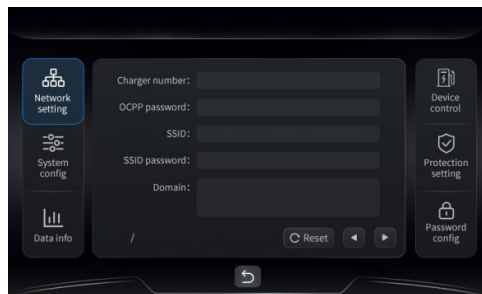 Network
setting
System
config
Data info
Charger number:
OCPP password:
SSID:
SSID password:
Domain:
/
Reset
Device
control
Protection
setting
Password
config